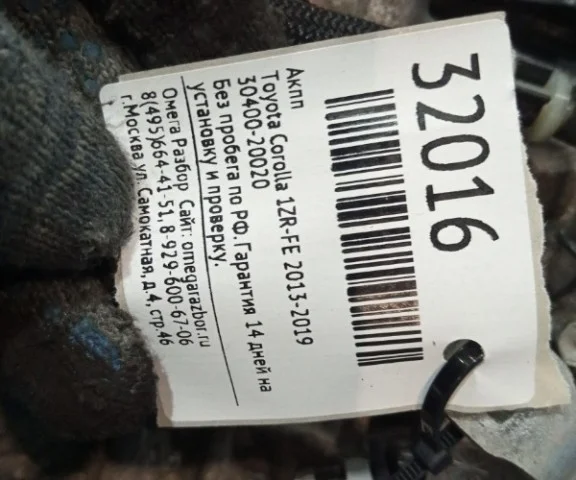 32016
Акпп
Toyota Corolla 1ZR-FE 2013-2019
30400-20020
Без пробега по РФ. Гарантия 14 дней на
установку и проверку.
Омега Разбор Сайт: omegarazbor.ru
8(495)664-41-51, 8-929-600-67-06
г.Москва ул. Самокатная, д.4, стр.46